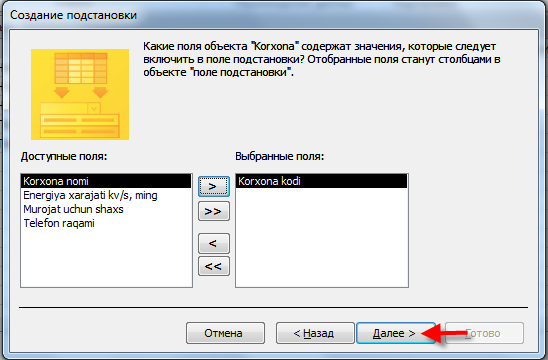 Создание подстановки
Какие поля объекта "Korxona" содержат значения, которые следует
включить в поле подстановки? Отобранные поля станут столбцами в
объекте "поле подстановки".
Доступные поля:
Выбранные поля:
Korxona nomi
Energiya xarajati kv/s, ming
Murojat uchun shaxs
Telefon raqami
>
>>
<
<<
Korxona kodi
Отмена
< Назад
Далее >
Готово